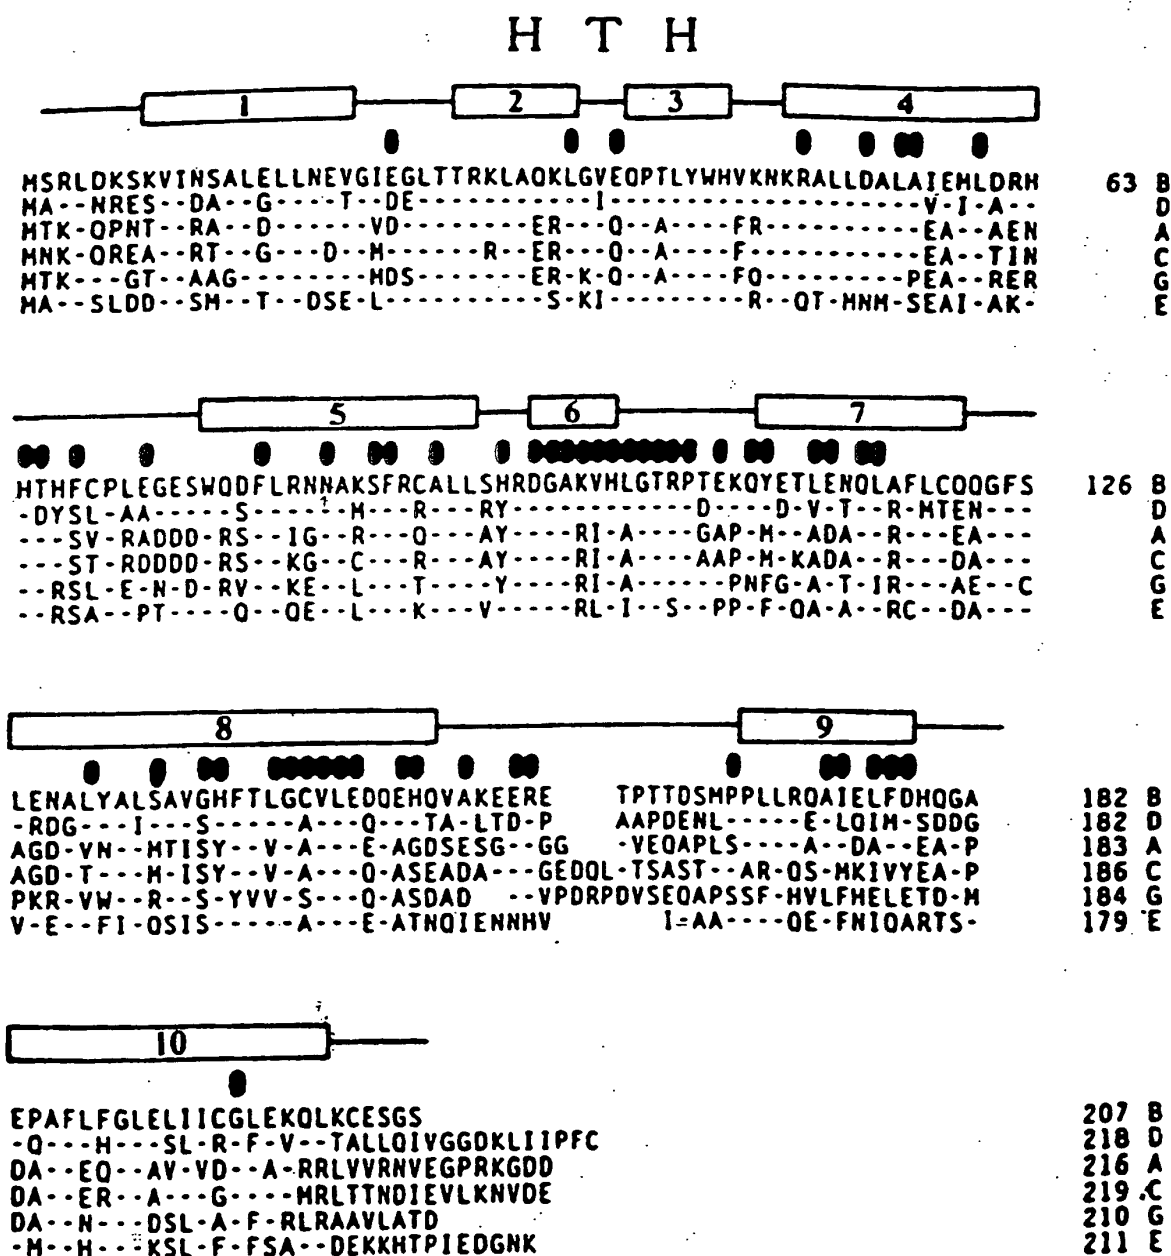 H T H
1 2 3 4
MSRLDKSKVINSALELLNEVGIEGLTTRKLAQKLGVEQPTLYWHVKNKRALLDALAIEMLDRH 63 B
MA--NRES--DA--G----T--DE----------I-----------------V-I-A-- D
MTK-QPNT--RA--D------VD--------ER---Q--A----FR---------EA--AEN A
MNK-QREA--RT--G---D--M------R--ER---Q--A----F----------EA--TIN C
MTK---GT--AAG-------MDS--------ER-K-Q--A----FQ--------PEA--RER G
MA--SLDD--SM--T--DSE-L---------S-KI---------R--QT-MNM-SEAI-AK- E
5 6 7
HTHFCPLEGESWQDFLRNNAKSFRCALLSHRDGAKVHLGTRPTEKQYETLENQLAFLCQQGFS 126 B
-DYSL-AA------S------M---R---RY-----------D----D-V-T--R-MTEN--- D
---SV-RADDD-RS--IG--R---Q---AY----RI-A----GAP-M--ADA--R---EA--- A
---ST-RDDDD-RS--KG--C---R---AY----RI-A----AAP-M-KADA--R---DA--- C
--RSL-E-N-D-RV--KE--L---T----Y----RI-A------PNFG-A-T-IR---AE--C G
--RSA--PT----Q--QE--L---K---V-----RL-I--S--PP-F-QA-A--RC--DA--- E
8 9
LENALYALSAVGHFTLGCVLEDQEHQVAKEERE TPTTDSMPPLLRQAIELFDHQGA 182 B
-RDG---I---S-----A---Q---TA-LTD-P AAPDENL-----E-LQIM-SDDG 182 D
AGD-VN--MTISY--V-A---E-AGDSESG--GG -VEQAPLS----A--DA--EA-P 183 A
AGD-T---M-ISY--V-A---Q-ASEADA---GEDQL-TSAST--AR-QS-MKIVYEA-P 186 C
PKR-VW--R--S-YVV-S---Q-ASDAD --VPDRPDVSEQAPSSF-HVLFHELETD-M 184 G
V-E--FI-QSIS-----A---E-ATNQIENNHV I=AA----QE-FNIQARTS- 179 E
10
EPAFLFGLELIICGLEKQLKCESGS 207 B
-Q---H---SL-R-F-V--TALLQIVGGDKLIIPFC 218 D
DA--EQ--AV-VD--A-RRLVVRNVEGPRKGDD 216 A
DA--ER--A---G----MRLTTNDIEVLKNVDE 219 C
DA--N---DSL-A-F-RLRAAVLATD 210 G
-M--H---KSL-F-FSA--DEKKHTPIEDGNK 211 E